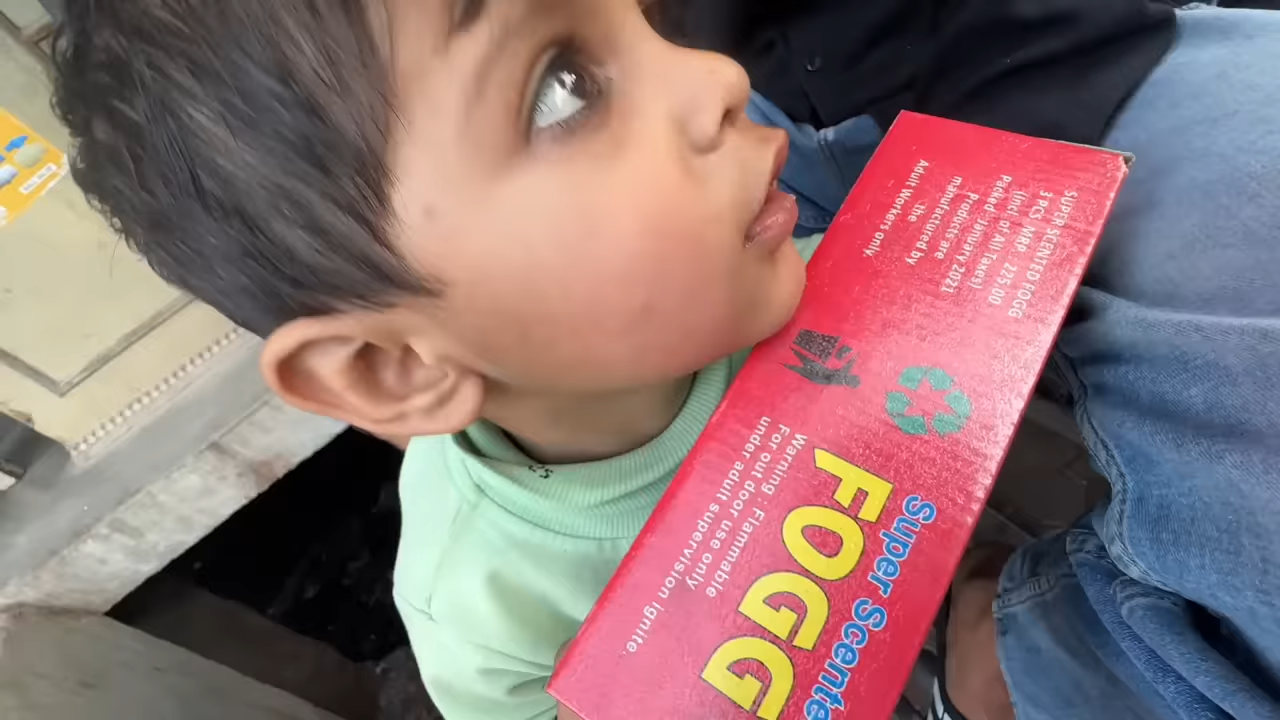 SUPER SCENTED FOGG
3 PCS MRP. 225.00
(incl of All Taxes)
Packed: January 2021
Products are
manufactured by
the
Adult Workers only.
Super Scente
FOGG
Warning : Flammable
For out door use only
under adult supervision ignite.